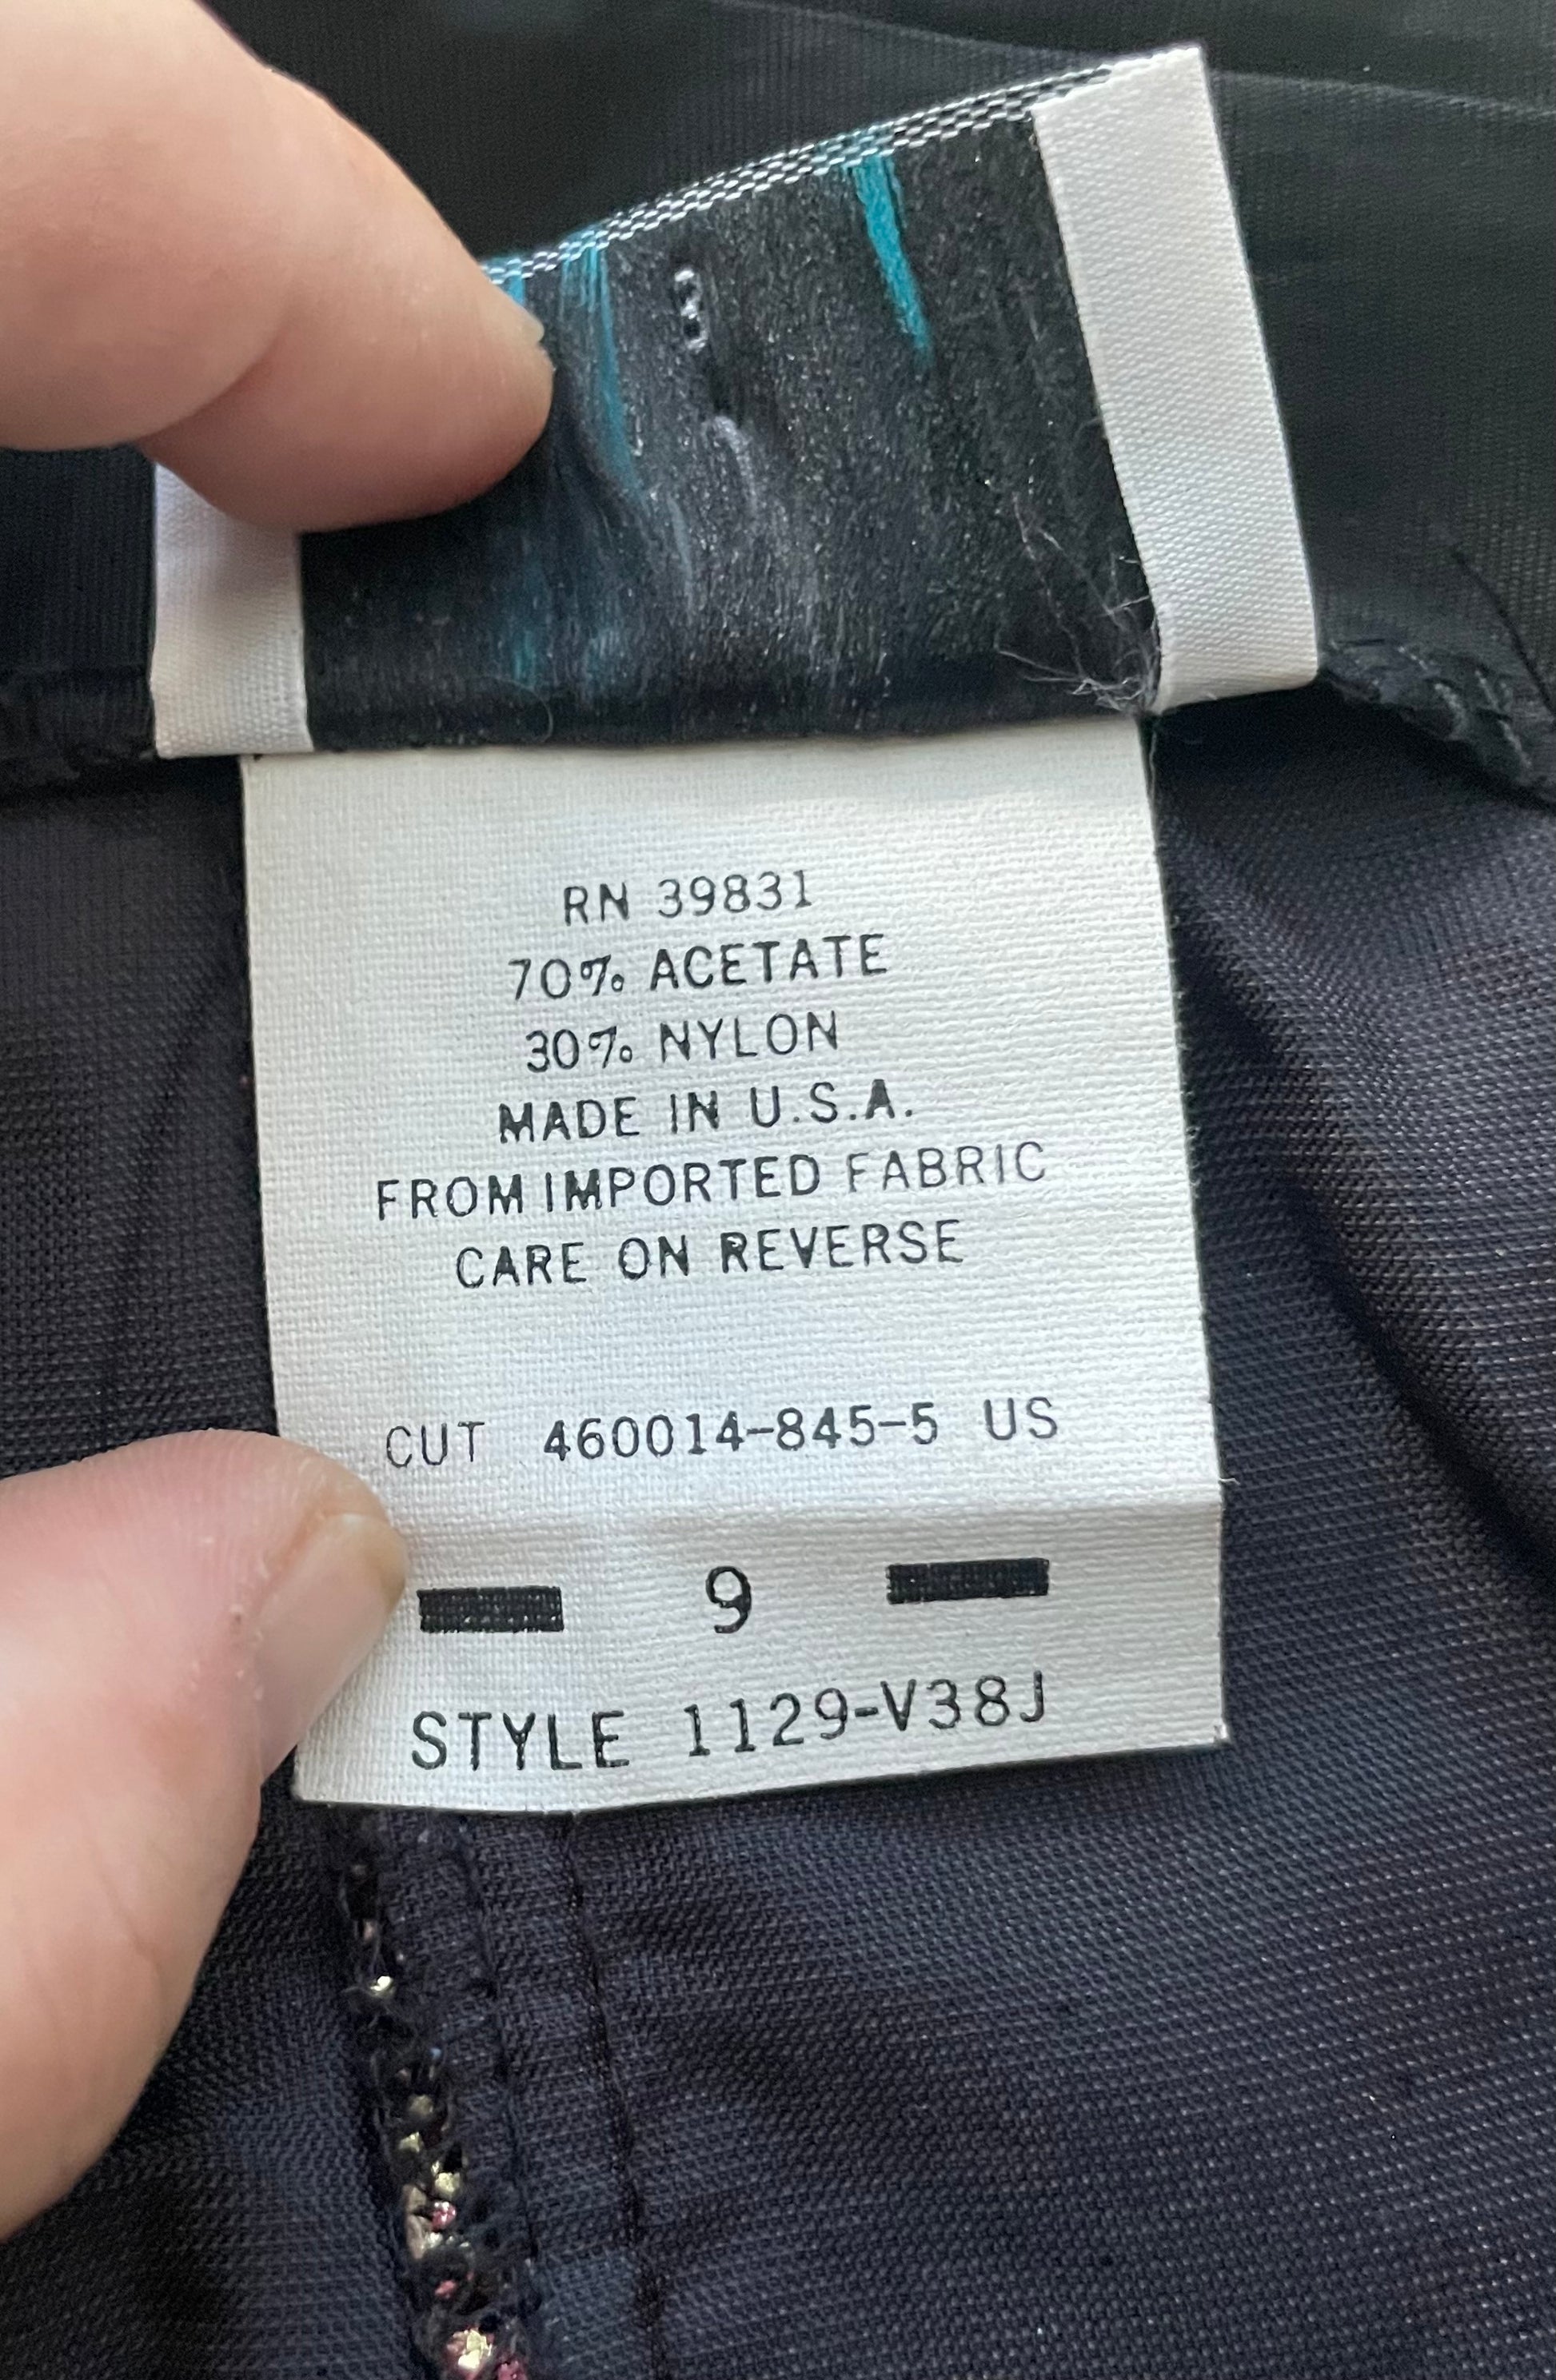 RN 39831
70% ACETATE
30% NYLON
MADE IN U.S.A.
FROM IMPORTED FABRIC
CARE ON REVERSE
CUT 460014-845-5 US
9
STYLE 1129-V38J